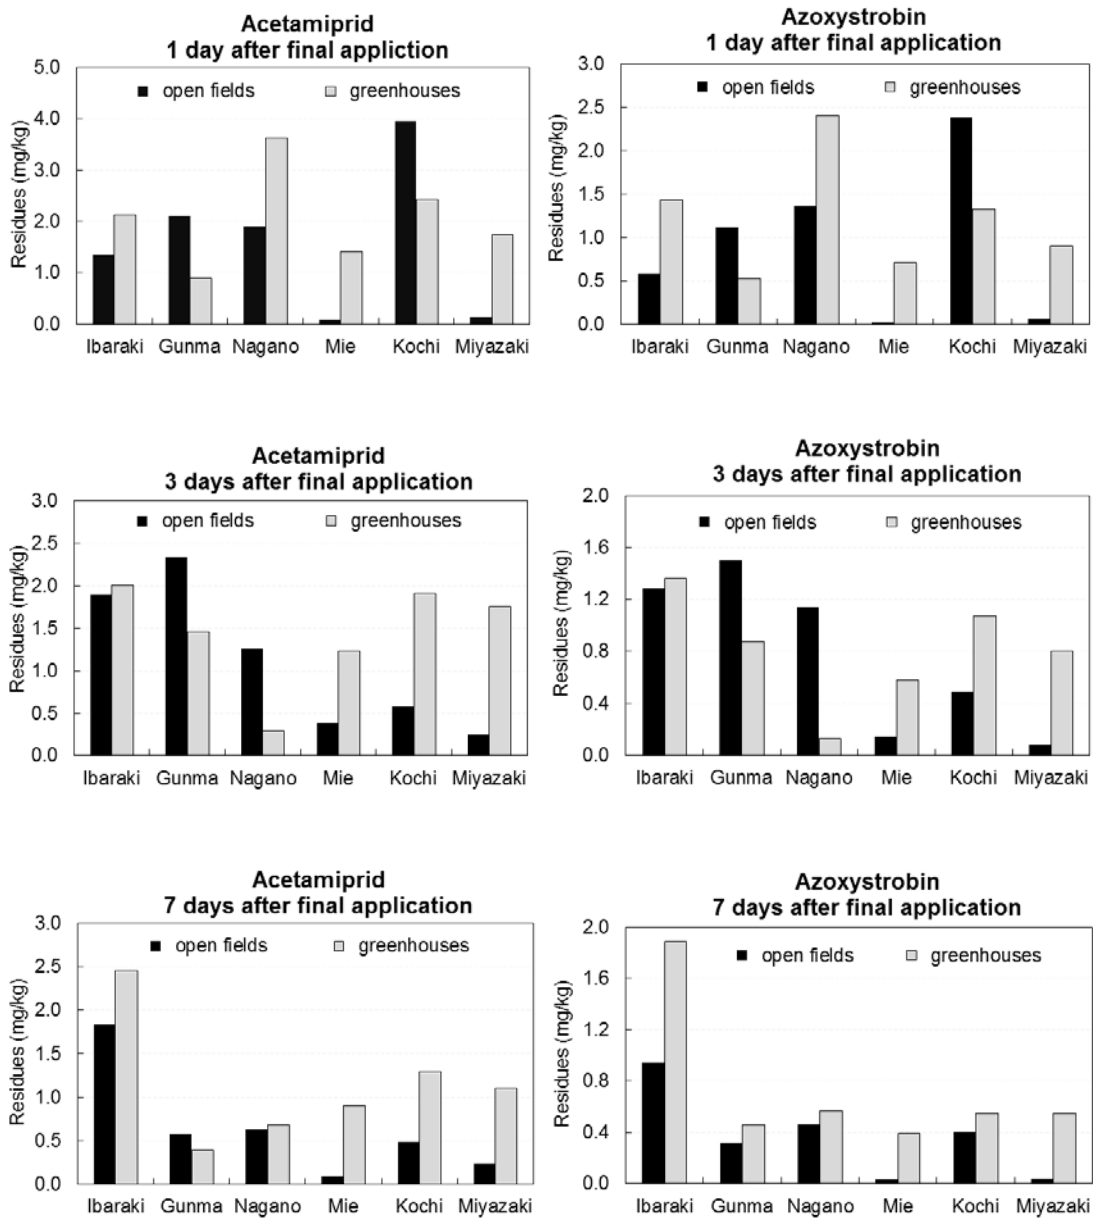 Acetamiprid
1 day after final appliction
5.0
4.0
3.0
2.0
1.0
0.0
Residues (mg/kg)
open fields
greenhouses
Ibaraki Gunma Nagano Mie Kochi Miyazaki
Azoxystrobin
1 day after final application
3.0
2.5
2.0
1.5
1.0
0.5
0.0
Residues (mg/kg)
open fields
greenhouses
Ibaraki Gunma Nagano Mie Kochi Miyazaki
Acetamiprid
3 days after final application
3.0
2.5
2.0
1.5
1.0
0.5
0.0
Residues (mg/kg)
open fields
greenhouses
Ibaraki Gunma Nagano Mie Kochi Miyazaki
Azoxystrobin
3 days after final application
2.0
1.6
1.2
0.8
0.4
0.0
Residues (mg/kg)
open fields
greenhouses
Ibaraki Gunma Nagano Mie Kochi Miyazaki
Acetamiprid
7 days after final application
3.0
2.5
2.0
1.5
1.0
0.5
0.0
Residues (mg/kg)
open fields
greenhouses
Ibaraki Gunma Nagano Mie Kochi Miyazaki
Azoxystrobin
7 days after final application
2.0
1.6
1.2
0.8
0.4
0.0
Residues (mg/kg)
open fields
greenhouses
Ibaraki Gunma Nagano Mie Kochi Miyazaki